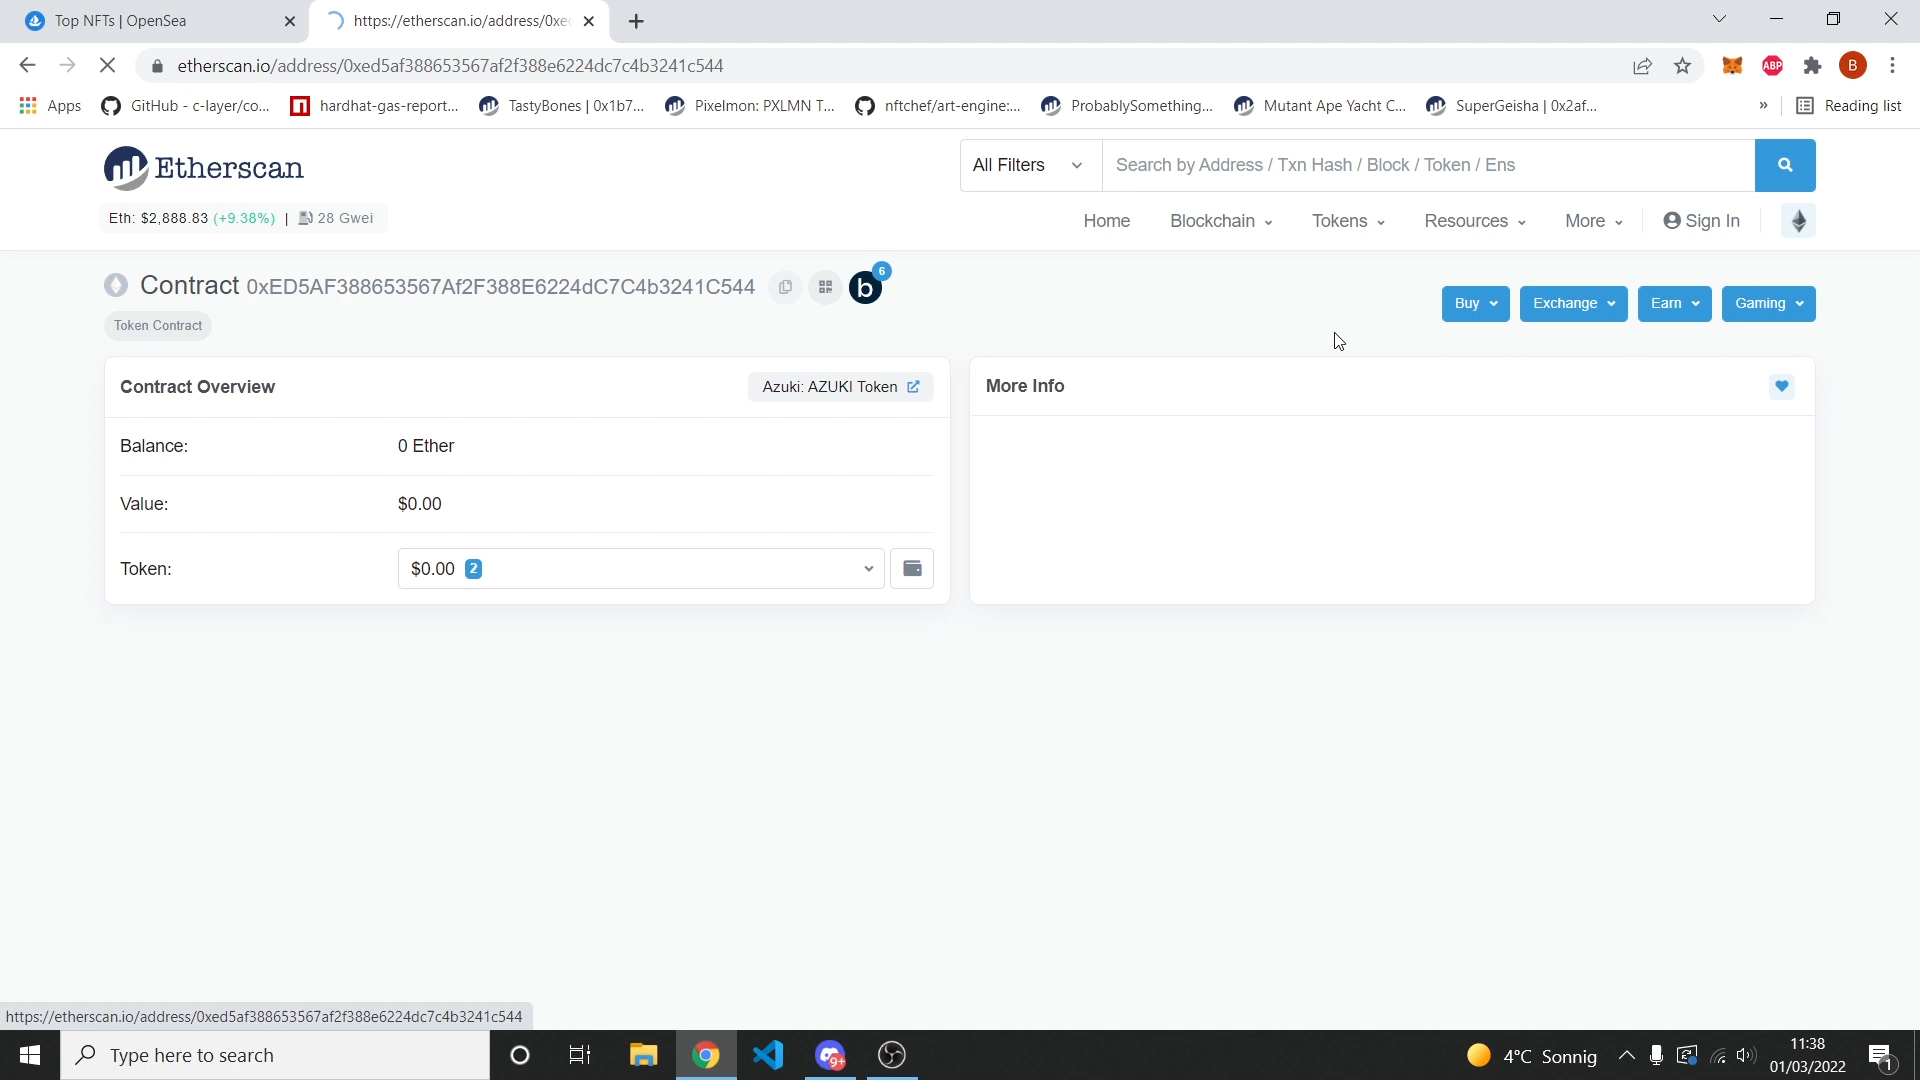 Top NFTs | OpenSea
https://etherscan.io/address/0xe
etherscan.io/address/0xed5af388653567af2f388e6224dc7c4b3241c544
ABP
B
Apps
GitHub - c-layer/co...
hardhat-gas-report...
TastyBones | 0x1b7...
Pixelmon: PXLMN T...
nftchef/art-engine:...
ProbablySomething...
Mutant Ape Yacht C...
SuperGeisha | 0x2af...
»
Reading list
Etherscan
All Filters
Search by Address / Txn Hash / Block / Token / Ens
Eth: $2,888.83 (+9.38%) | 28 Gwei
Home
Blockchain
Tokens
Resources
More
Sign In
Contract 0xED5AF388653567Af2F388E6224dC7C4b3241C544
b
6
Buy
Exchange
Earn
Gaming
Token Contract
Contract Overview
Azuki: AZUKI Token
More Info
Balance:
0 Ether
Value:
$0.00
Token:
$0.00 2
https://etherscan.io/address/0xed5af388653567af2f388e6224dc7c4b3241c544
Type here to search
9+
4°C Sonnig
11:38
01/03/2022
1